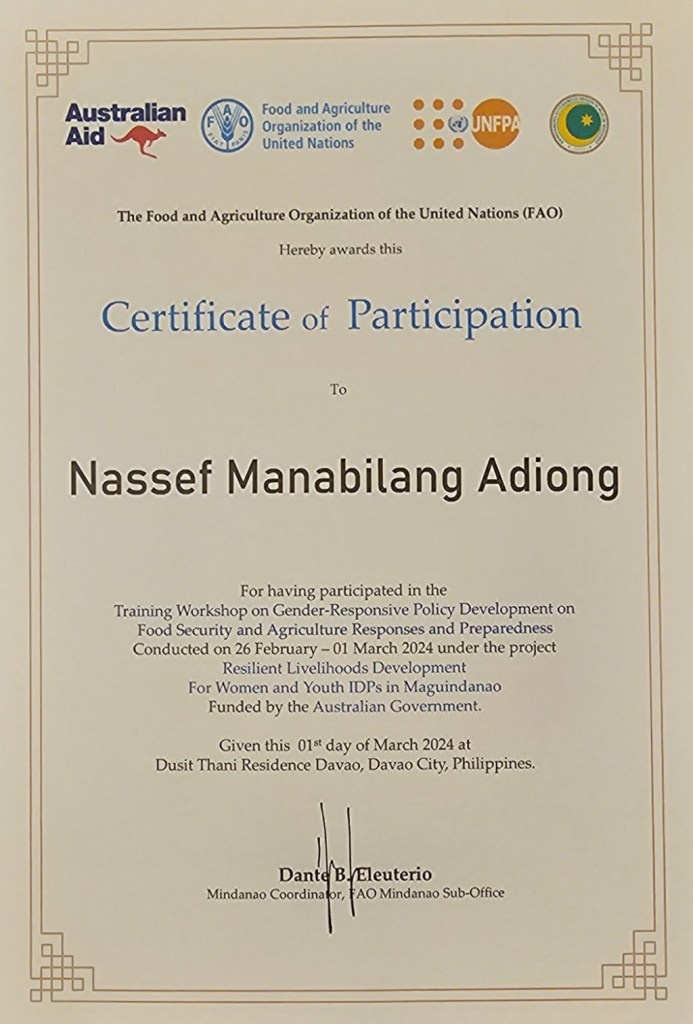 Australian
Aid
FAO
FIAT PANIS
Food and Agriculture
Organization of the
United Nations
UNFPA
The Food and Agriculture Organization of the United Nations (FAO)
Hereby awards this
Certificate of Participation
To
Nassef Manabilang Adiong
For having participated in the
Training Workshop on Gender-Responsive Policy Development on
Food Security and Agriculture Responses and Preparedness
Conducted on 26 February – 01 March 2024 under the project
Resilient Livelihoods Development
For Women and Youth IDPs in Maguindanao
Funded by the Australian Government.
Given this 01st day of March 2024 at
Dusit Thani Residence Davao, Davao City, Philippines.
Dante B. Eleuterio
Mindanao Coordinator, FAO Mindanao Sub-Office